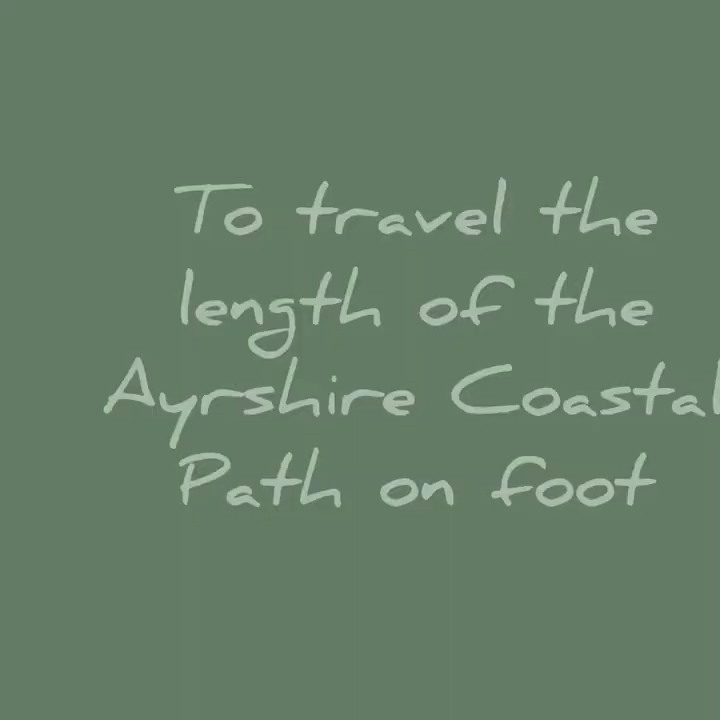 To travel the
length of the
Ayrshire Coastal
Path on foot